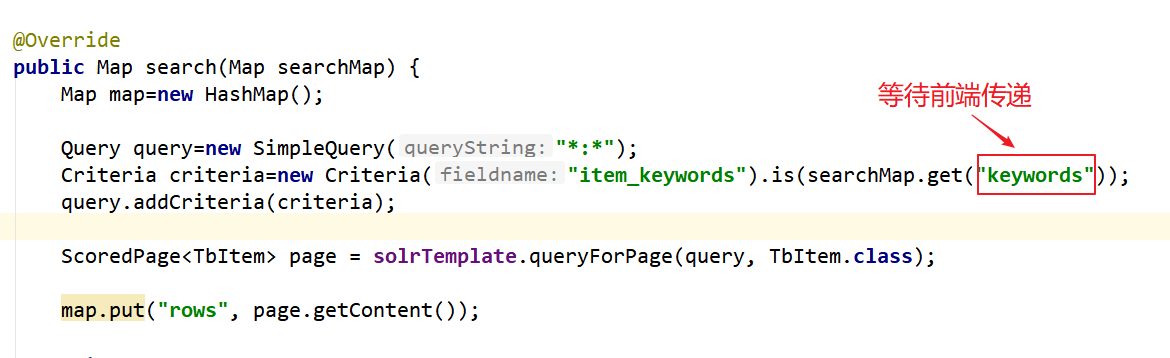 @Override
public Map search(Map searchMap) {
等待前端传递
Map map=new HashMap();
Query query=new SimpleQuery( queryString: "*:*");
Criteria criteria=new Criteria( fieldname: "item_keywords").is(searchMap.get("keywords"));
query.addCriteria(criteria);
ScoredPage<TbItem> page = solrTemplate.queryForPage(query, TbItem.class);
map.put("rows", page.getContent());